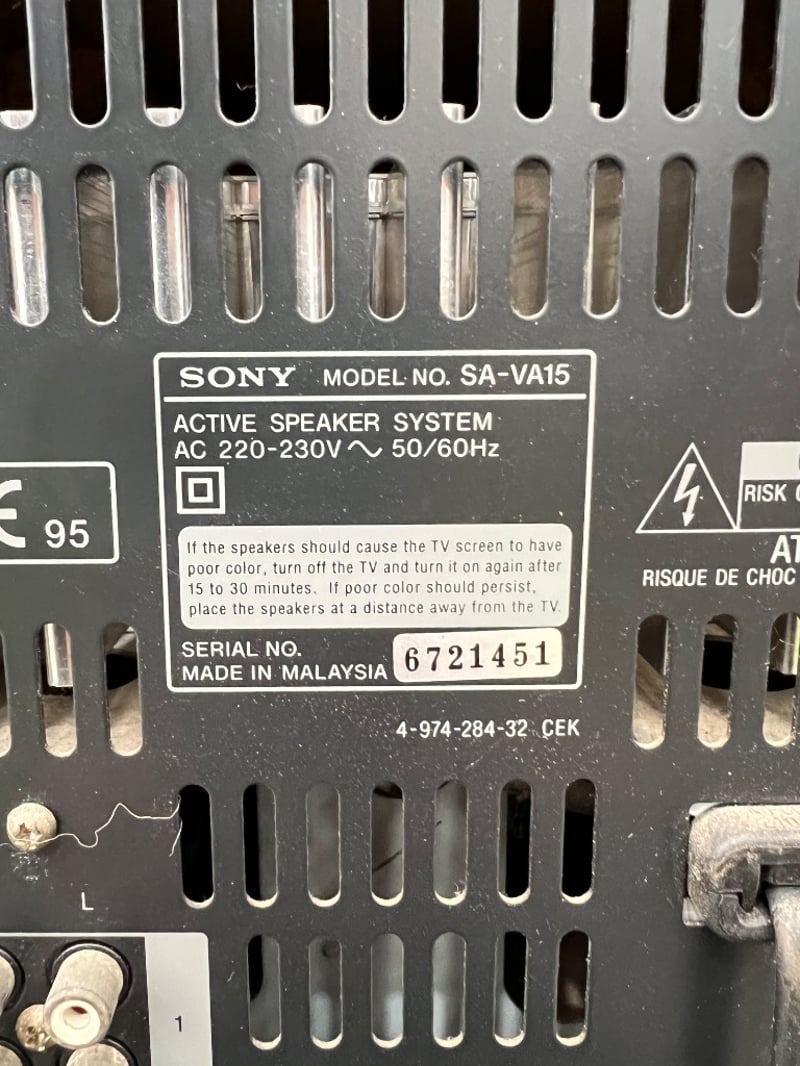 SONY MODEL NO. SA-VA15
ACTIVE SPEAKER SYSTEM
AC 220-230V ~ 50/60Hz
CE 95
RISK
AT
RISQUE DE CHOC
If the speakers should cause the TV screen to have
poor color, turn off the TV and turn it on again after
15 to 30 minutes. If poor color should persist,
place the speakers at a distance away from the TV.
SERIAL NO. 6721451
MADE IN MALAYSIA
4-974-284-32 CEK
L
1